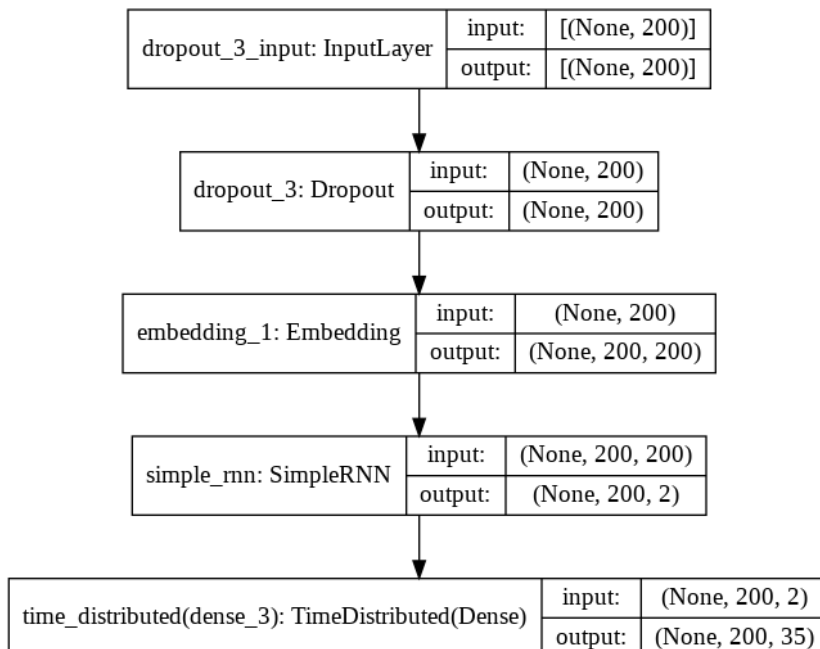 dropout_3_input: InputLayer
input: [(None, 200)]
output: [(None, 200)]
dropout_3: Dropout
input: (None, 200)
output: (None, 200)
embedding_1: Embedding
input: (None, 200)
output: (None, 200, 200)
simple_rnn: SimpleRNN
input: (None, 200, 200)
output: (None, 200, 2)
time_distributed(dense_3): TimeDistributed(Dense)
input: (None, 200, 2)
output: (None, 200, 35)